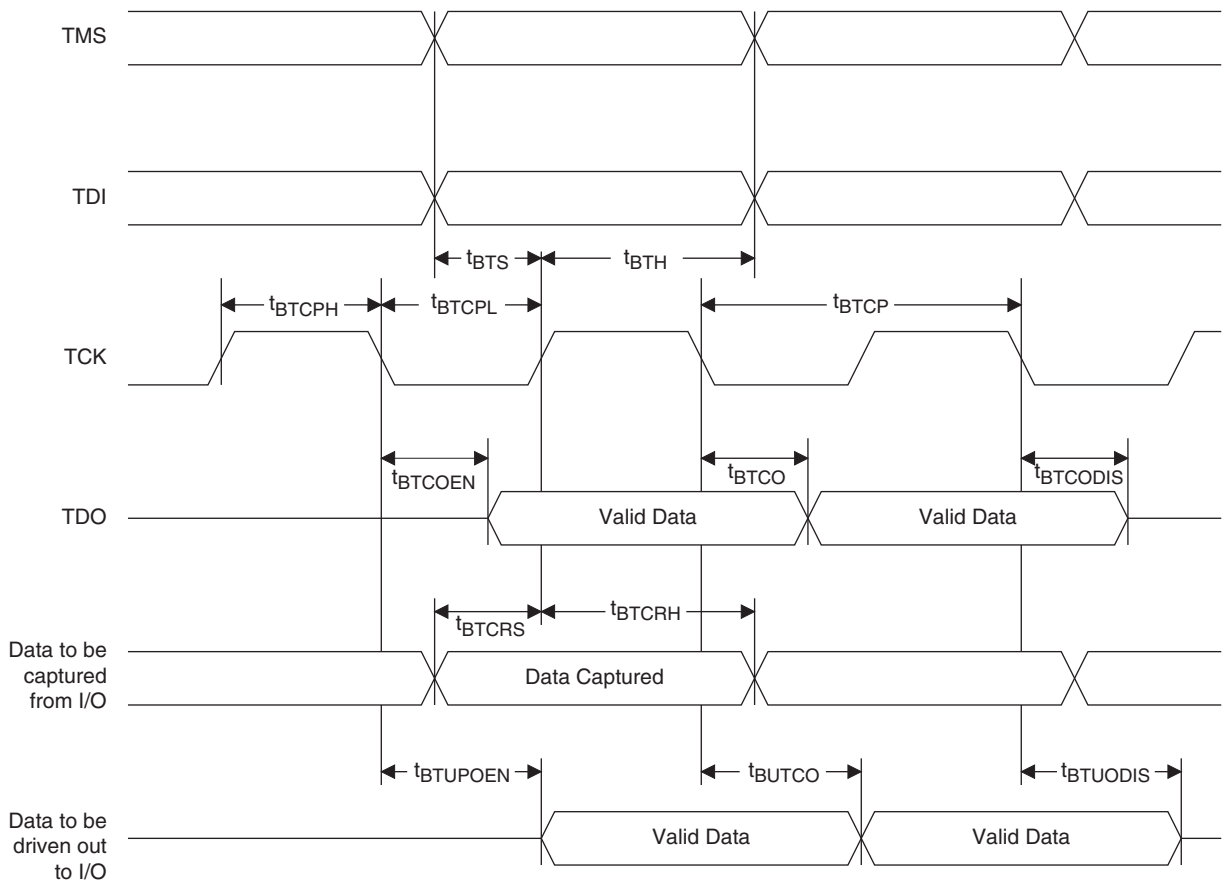 TMS
TDI
tBTS
tBTH
tBTCPH
tBTCPL
tBTCP
TCK
tBTCOEN
tBTCO
tBTCODIS
TDO
Valid Data
Valid Data
tBTCRS
tBTCRH
Data to be
captured
from I/O
Data Captured
tBTUPOEN
tBUTCO
tBTUODIS
Data to be
driven out
to I/O
Valid Data
Valid Data